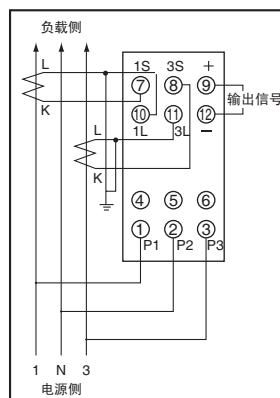 负载侧
L
K
1S 3S +
⑦ ⑧ ⑨
输出信号
⑩ ⑪ ⑫
1L 3L −
L
K
④ ⑤ ⑥
① ② ③
P1 P2 P3
1 N 3
电源侧